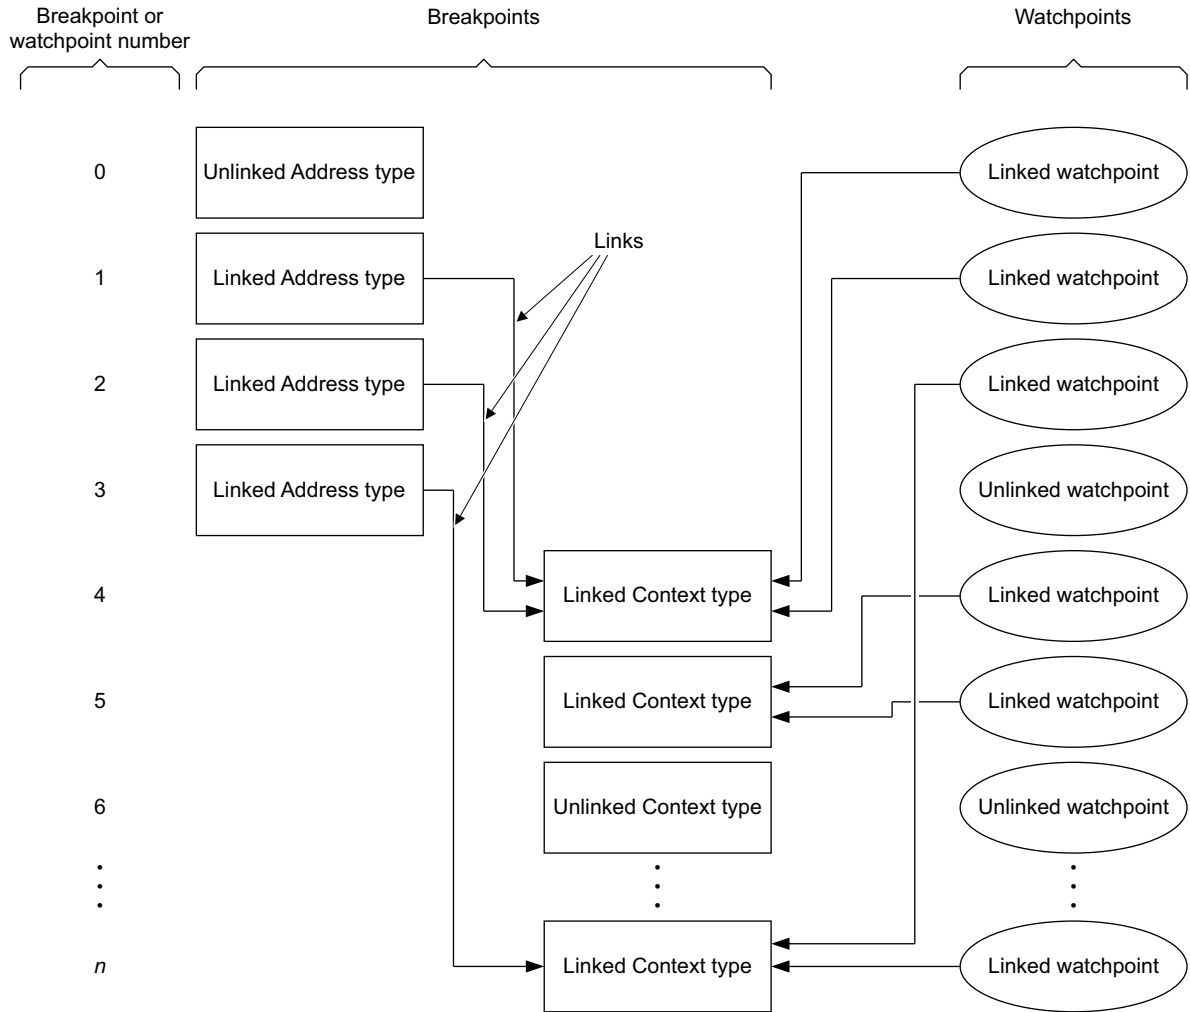 Breakpoint or
watchpoint number
Breakpoints
Watchpoints
0
Unlinked Address type
Linked watchpoint
Links
1
Linked Address type
Linked watchpoint
2
Linked Address type
Linked watchpoint
3
Linked Address type
Unlinked watchpoint
4
Linked Context type
Linked watchpoint
5
Linked Context type
Linked watchpoint
6
Unlinked Context type
Unlinked watchpoint
n
Linked Context type
Linked watchpoint